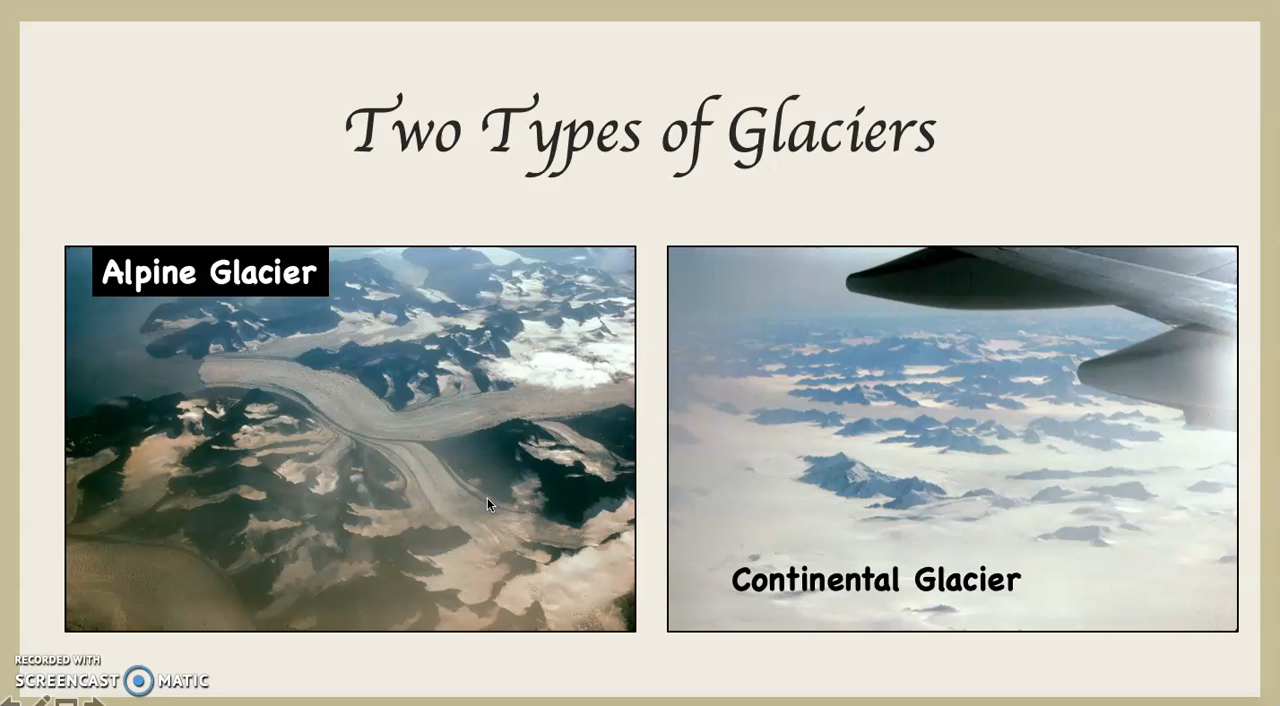 Two Types of Glaciers
Alpine Glacier
Continental Glacier
RECORDED WITH
SCREENCAST MATIC